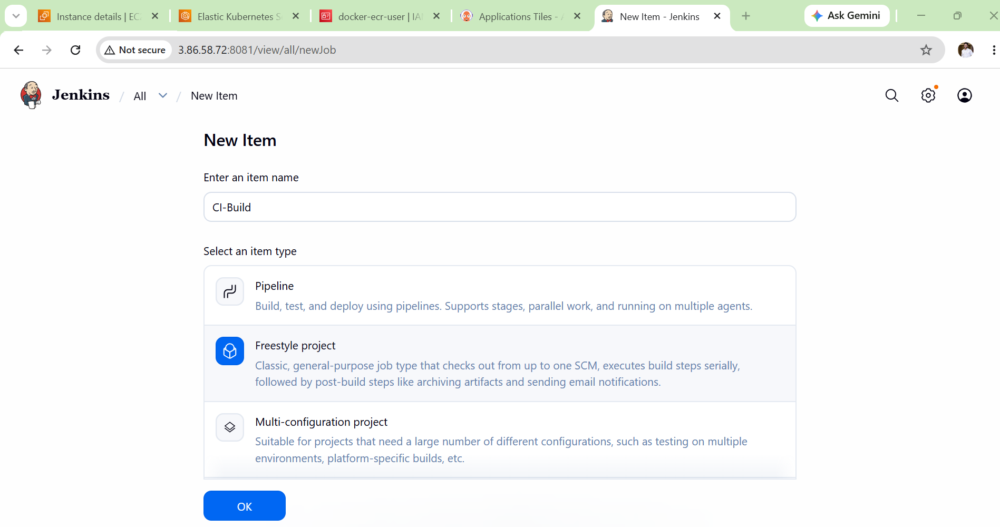 Instance details | EC
Elastic Kubernetes S
docker-ecr-user | IA
Applications Tiles - A
New Item - Jenkins
Ask Gemini
Not secure
3.86.58.72:8081/view/all/newJob
Jenkins / All / New Item
New Item
Enter an item name
CI-Build
Select an item type
Pipeline
Build, test, and deploy using pipelines. Supports stages, parallel work, and running on multiple agents.
Freestyle project
Classic, general-purpose job type that checks out from up to one SCM, executes build steps serially,
followed by post-build steps like archiving artifacts and sending email notifications.
Multi-configuration project
Suitable for projects that need a large number of different configurations, such as testing on multiple
environments, platform-specific builds, etc.
OK